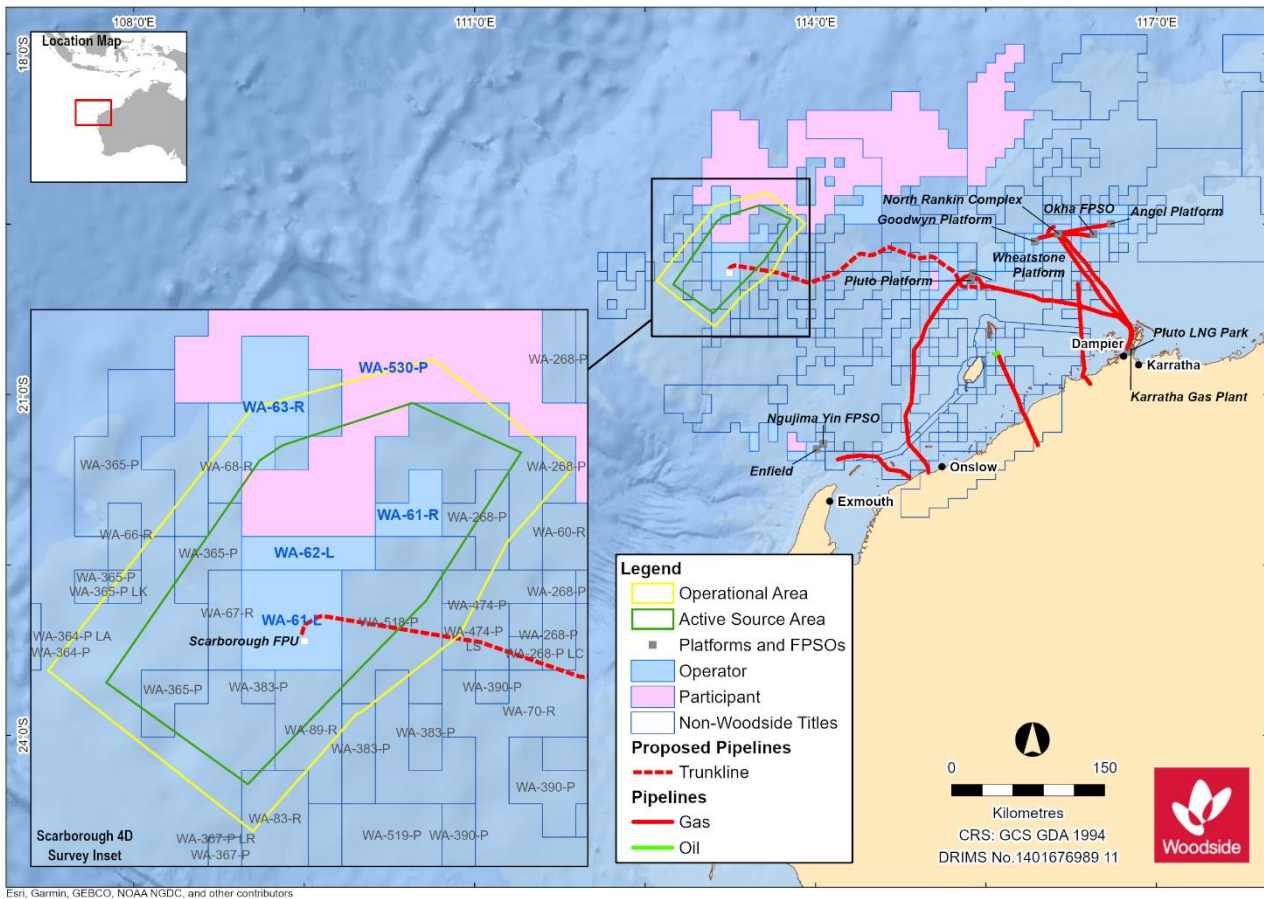 108°0'E
111°0'E
114°0'E
117°0'E
18°0'S
21°0'S
24°0'S
Location Map
North Rankin Complex
Okha FPSO
Angel Platform
Goodwyn Platform
Wheatstone
Platform
Pluto Platform
Pluto LNG Park
Dampier
Karratha
Karratha Gas Plant
Ngujima Yin FPSO
Enfield
Onslow
Exmouth
WA-268-P
WA-530-P
WA-63-R
WA-365-P
WA-68-R
WA-268-P
WA-61-R
WA-268-P
WA-66-R
WA-60-R
WA-365-P
WA-62-L
WA-365-P
WA-365-P LK
WA-268-P
WA-67-R
WA-61-L
WA-518-P
WA-474-P
WA-364-P LA
WA-364-P
Scarborough FPU
WA-474-P
LS
WA-268-P
WA-268-P LC
WA-365-P
WA-383-P
WA-390-P
WA-70-R
WA-89-R
WA-383-P
WA-383-P
WA-390-P
WA-83-R
WA-367-P LR
WA-367-P
WA-519-P
WA-390-P
Scarborough 4D
Survey Inset
Legend
Operational Area
Active Source Area
Platforms and FPSOs
Operator
Participant
Non-Woodside Titles
Proposed Pipelines
Trunkline
Pipelines
Gas
Oil
0
150
Kilometres
CRS: GCS GDA 1994
DRIMS No.1401676989 11
Woodside
Esri, Garmin, GEBCO, NOAA NGDC, and other contributors